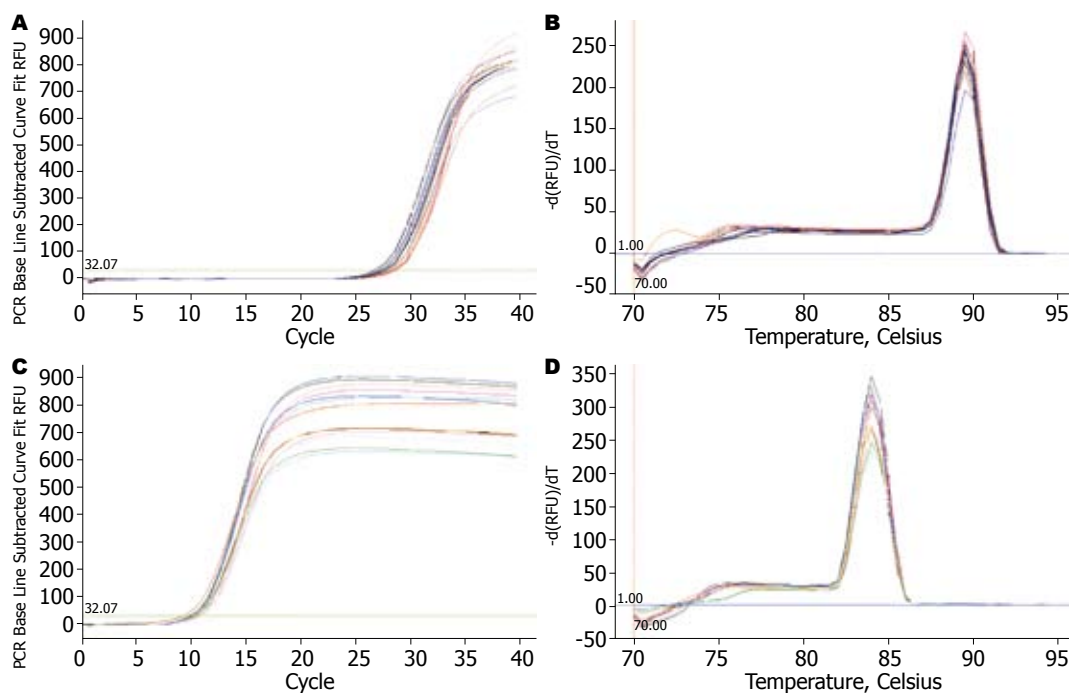 A
PCR Base Line Subtracted Curve Fit RFU
900
800
700
600
500
400
300
200
100
0
32.07
0 5 10 15 20 25 30 35 40
Cycle
B
-d(RFU)/dT
250
200
150
100
50
0
-50
1.00
70.00
70 75 80 85 90 95
Temperature, Celsius
C
PCR Base Line Subtracted Curve Fit RFU
900
800
700
600
500
400
300
200
100
0
32.07
0 5 10 15 20 25 30 35 40
Cycle
D
-d(RFU)/dT
350
300
250
200
150
100
50
0
-50
1.00
70.00
70 75 80 85 90 95
Temperature, Celsius